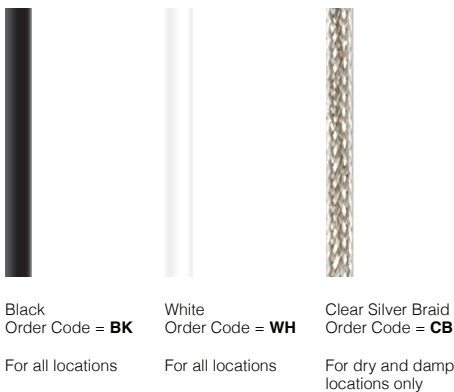 Black
Order Code = BK
For all locations
White
Order Code = WH
For all locations
Clear Silver Braid
Order Code = CB
For dry and damp
locations only